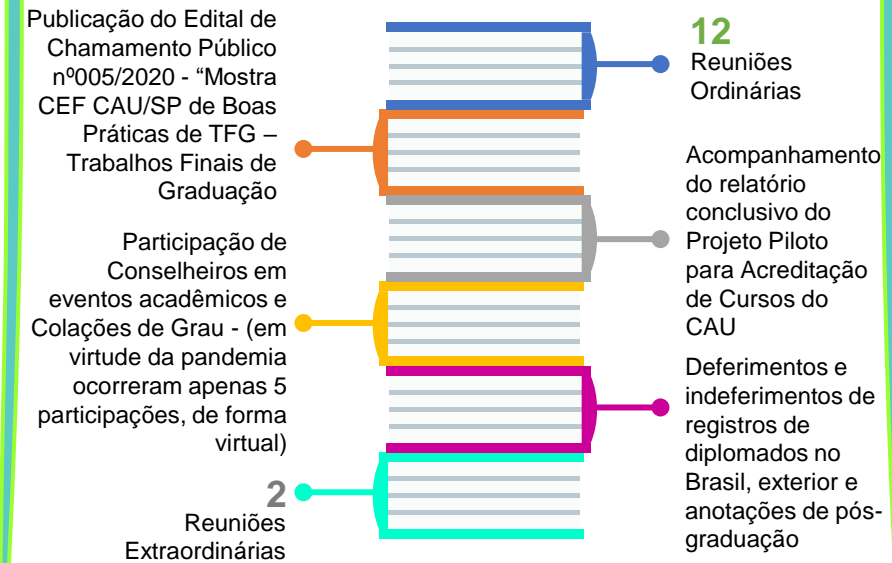 Publicação do Edital de
Chamamento Público
nº005/2020 - “Mostra
CEF CAU/SP de Boas
Práticas de TFG –
Trabalhos Finais de
Graduação
Participação de
Conselheiros em
eventos acadêmicos e
Colações de Grau - (em
virtude da pandemia
ocorreram apenas 5
participações, de forma
virtual)
2
Reuniões
Extraordinárias
12
Reuniões
Ordinárias
Acompanhamento
do relatório
conclusivo do
Projeto Piloto
para Acreditação
de Cursos do
CAU
Deferimentos e
indeferimentos de
registros de
diplomados no
Brasil, exterior e
anotações de pós-
graduação